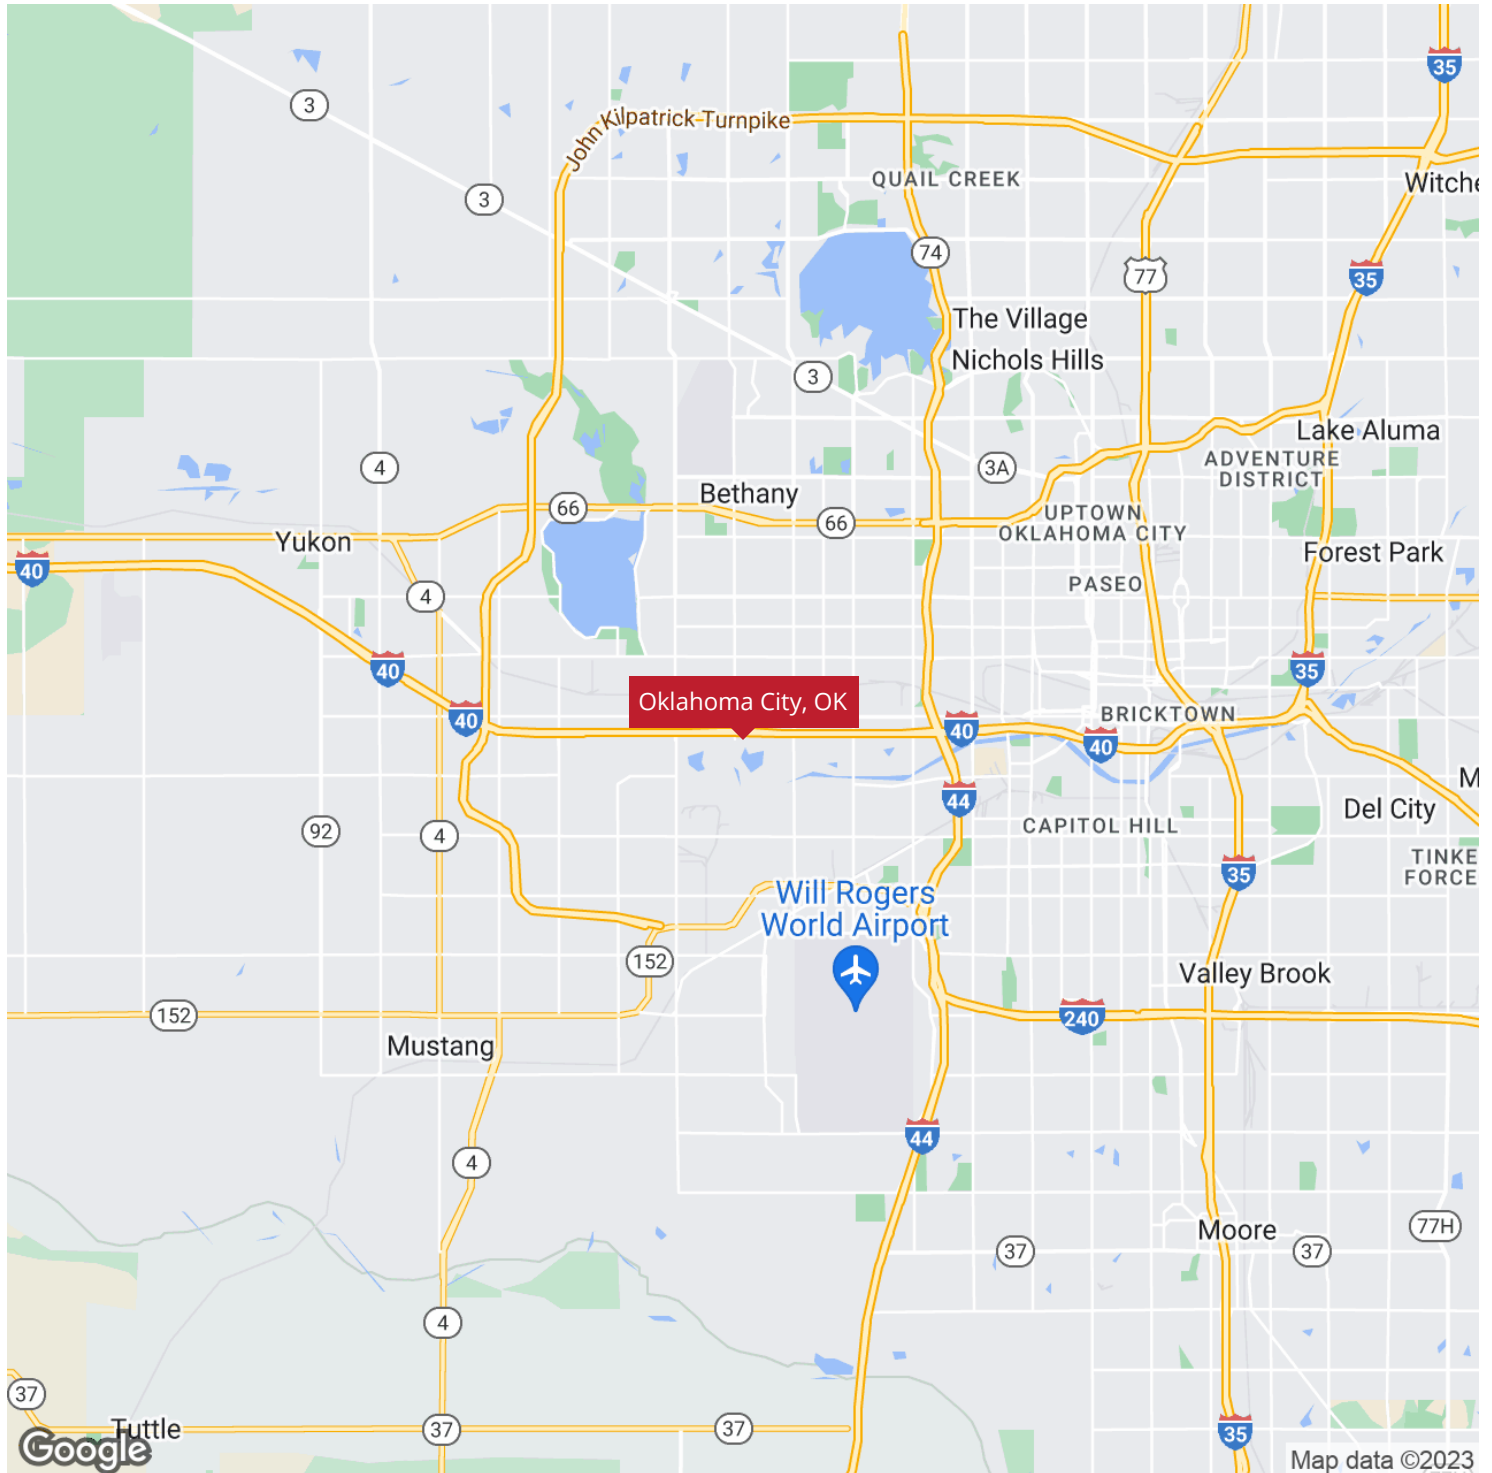 35
3
John Kilpatrick Turnpike
QUAIL CREEK
Witche
3
74
77
35
The Village
Nichols Hills
3
Lake Aluma
4
3A
ADVENTURE
DISTRICT
Bethany
66
66
UPTOWN
OKLAHOMA CITY
Yukon
Forest Park
40
PASEO
4
40
35
Oklahoma City, OK
40
BRICKTOWN
40
40
M
44
Del City
92
4
CAPITOL HILL
TINKE
FORCE
35
Will Rogers
World Airport
152
Valley Brook
152
240
Mustang
44
4
Moore
77H
37
37
4
37
Tuttle
37
37
35
Google
Map data ©2023